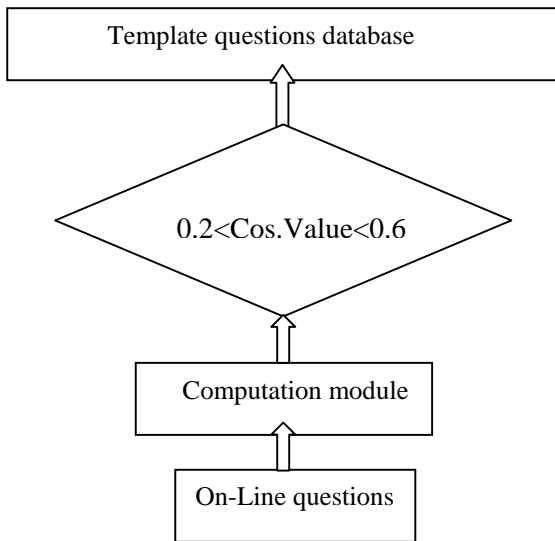 Template questions database
0.2<Cos.Value<0.6
Computation module
On-Line questions